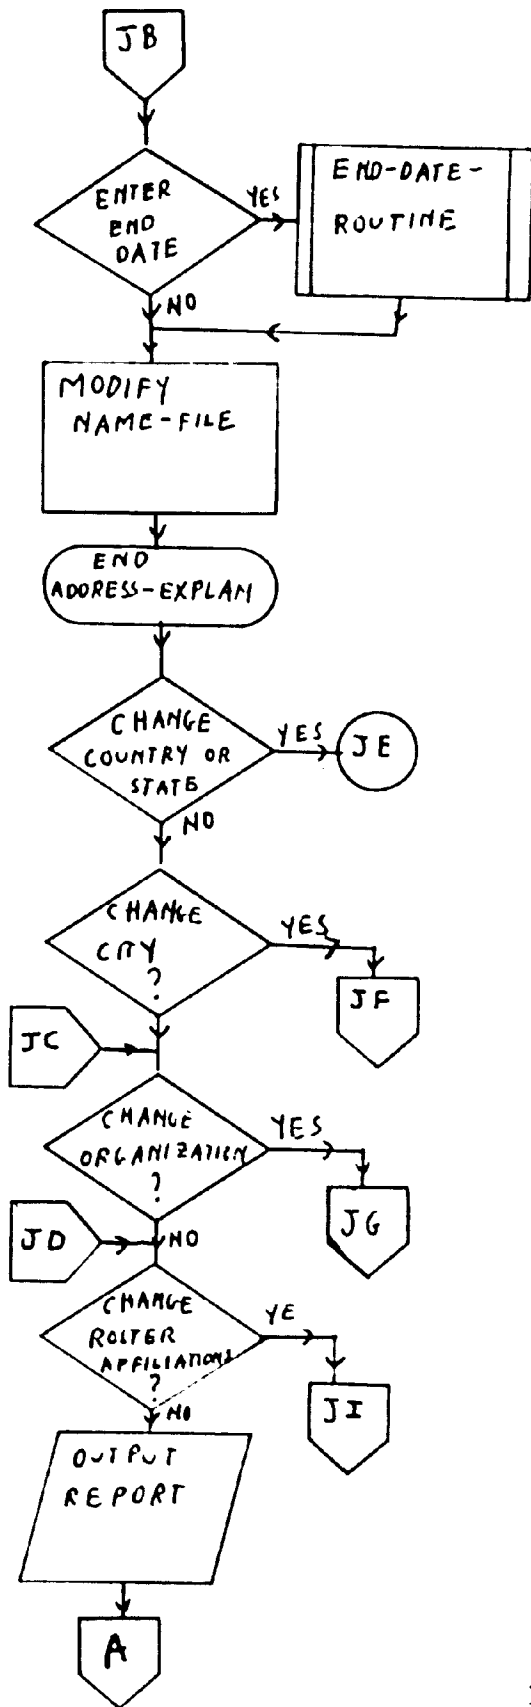 JB
ENTER
END
DATE
YES
END-DATE-
ROUTINE
NO
MODIFY
NAME-FILE
END
ADDRESS-EXPLAN
CHANGE
COUNTRY OR
STATE
YES
JE
NO
CHANGE
CITY
?
YES
JF
JC
CHANGE
ORGANIZATION
?
YES
JG
JD
NO
CHANGE
ROSTER
AFFILIATIONS
?
YE
JI
NO
OUTPUT
REPORT
A